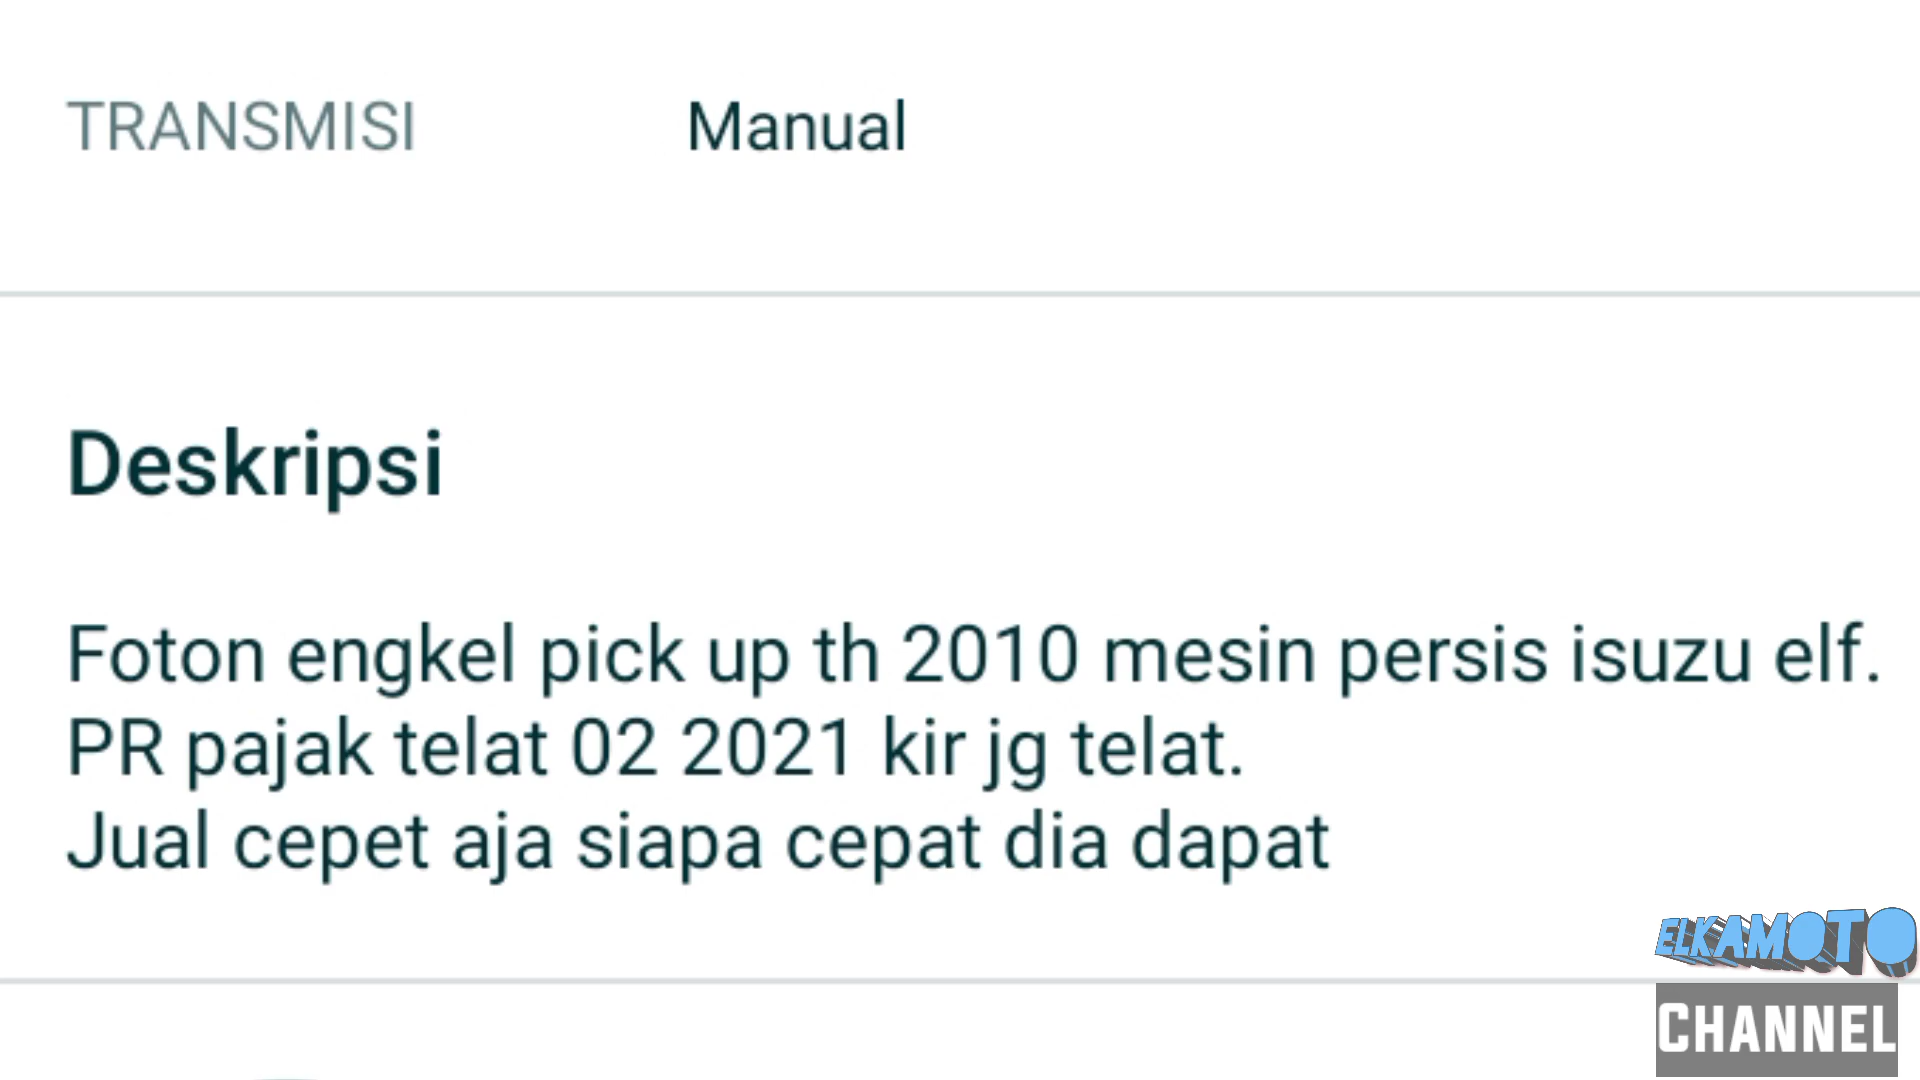 TRANSMISI Manual
Deskripsi
Foton engkel pick up th 2010 mesin persis isuzu elf.
PR pajak telat 02 2021 kir jg telat.
Jual cepet aja siapa cepat dia dapat
ELKAMOTO
CHANNEL